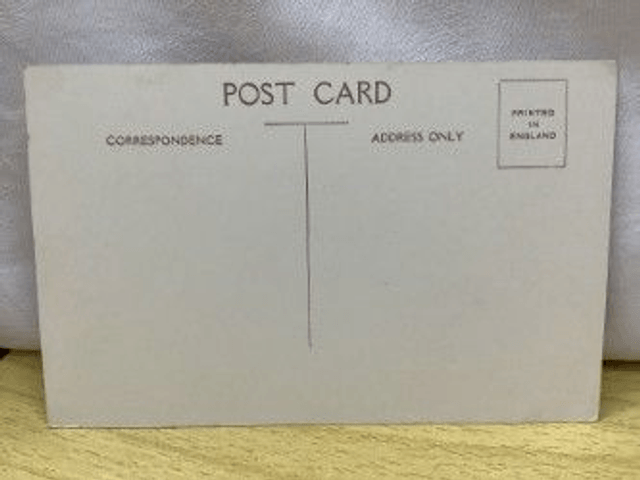 POST CARD
CORRESPONDENCE
ADDRESS ONLY
PRINTED
IN
ENGLAND